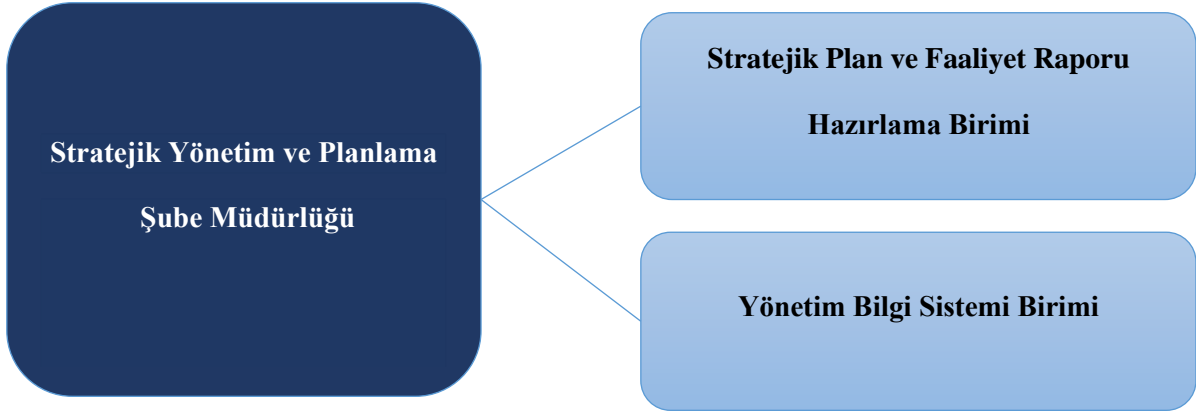 Stratejik Yönetim ve Planlama
Şube Müdürlüğü
Stratejik Plan ve Faaliyet Raporu
Hazırlama Birimi
Yönetim Bilgi Sistemi Birimi